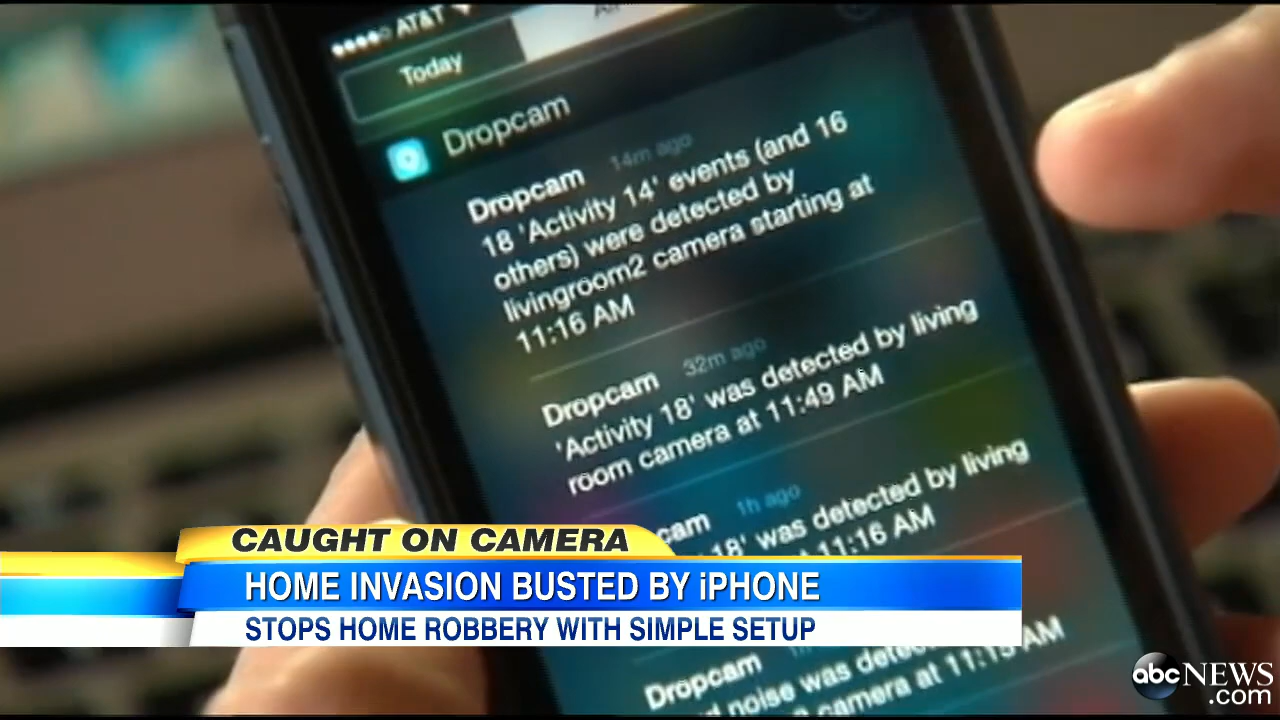 AT&T
Today
Dropcam
Dropcam 14m ago
18 'Activity 14' events (and 16
others) were detected by
livingroom2 camera starting at
11:16 AM
Dropcam 32m ago
'Activity 18' was detected by living
room camera at 11:49 AM
cam 1h ago
18' was detected by living
11:16 AM
Dropcam
noise was
camera at 11:15 AM
CAUGHT ON CAMERA
HOME INVASION BUSTED BY iPHONE
STOPS HOME ROBBERY WITH SIMPLE SETUP
abc NEWS
.com